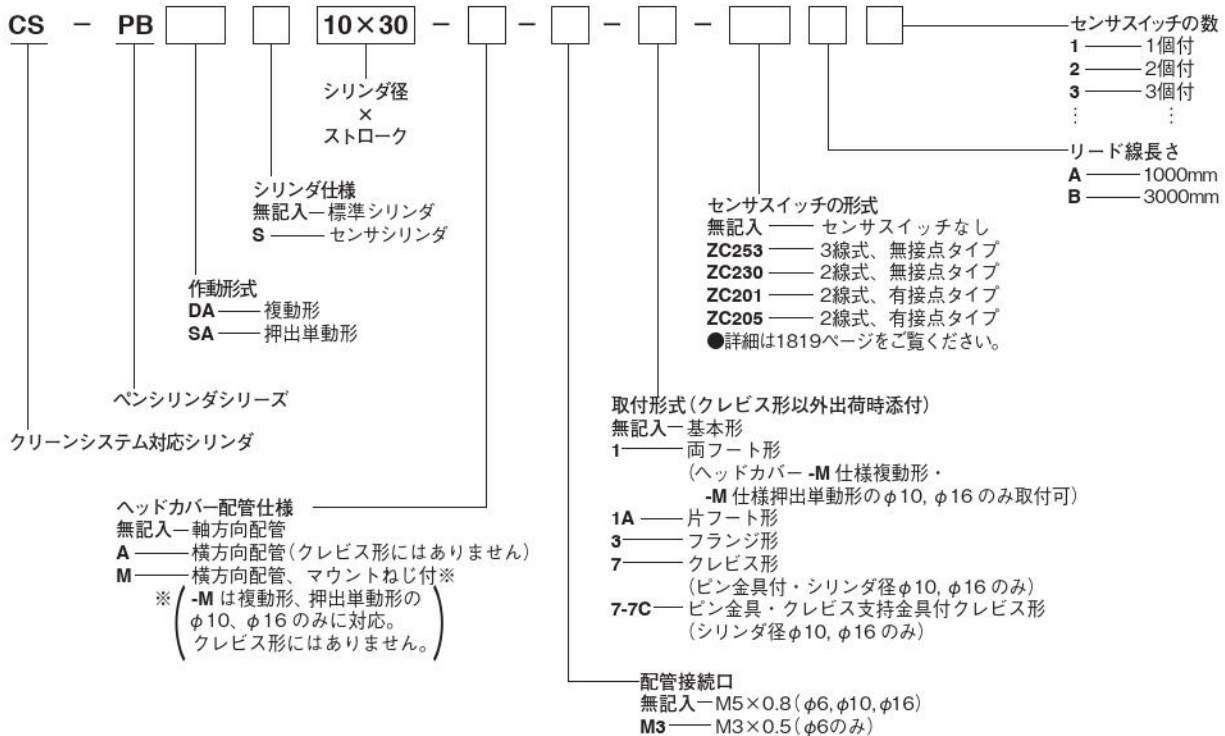 CS － PB 10×30 － － － －
シリンダ径
×
ストローク
シリンダ仕様
無記入 標準シリンダ
S センサシリンダ
作動形式
DA 複動形
SA 押出単動形
ペンシリンダシリーズ
クリーンシステム対応シリンダ
センサスイッチの数
1 1個付
2 2個付
3 3個付
⋮ ⋮
リード線長さ
A 1000mm
B 3000mm
センサスイッチの形式
無記入 センサスイッチなし
ZC253 3線式、無接点タイプ
ZC230 2線式、無接点タイプ
ZC201 2線式、有接点タイプ
ZC205 2線式、有接点タイプ
●詳細は1819ページをご覧ください。
取付形式(クレビス形以外出荷時添付)
無記入 基本形
1 両フート形
(ヘッドカバー -M 仕様複動形・
-M 仕様押出単動形のφ10, φ16 のみ取付可)
1A 片フート形
3 フランジ形
7 クレビス形
(ピン金具付・シリンダ径φ10, φ16 のみ)
7-7C ピン金具・クレビス支持金具付クレビス形
(シリンダ径φ10, φ16 のみ)
ヘッドカバー配管仕様
無記入 軸方向配管
A 横方向配管(クレビス形にはありません)
M 横方向配管、マウントねじ付※
※(-M は複動形、押出単動形の
φ10、φ16 のみに対応。
クレビス形にはありません。)
配管接続口
無記入 M5×0.8(φ6,φ10,φ16)
M3 M3×0.5(φ6のみ)